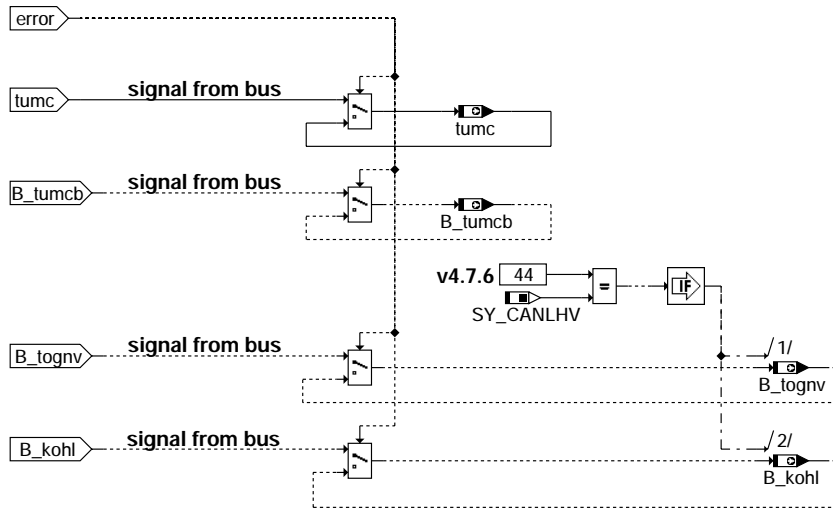 error
tumc
signal from bus
tumc
B_tumcb
signal from bus
B_tumcb
v4.7.6
44
=
IF
SY_CANLHV
B_tognv
signal from bus
/1/
B_tognv
B_kohl
signal from bus
/2/
B_kohl